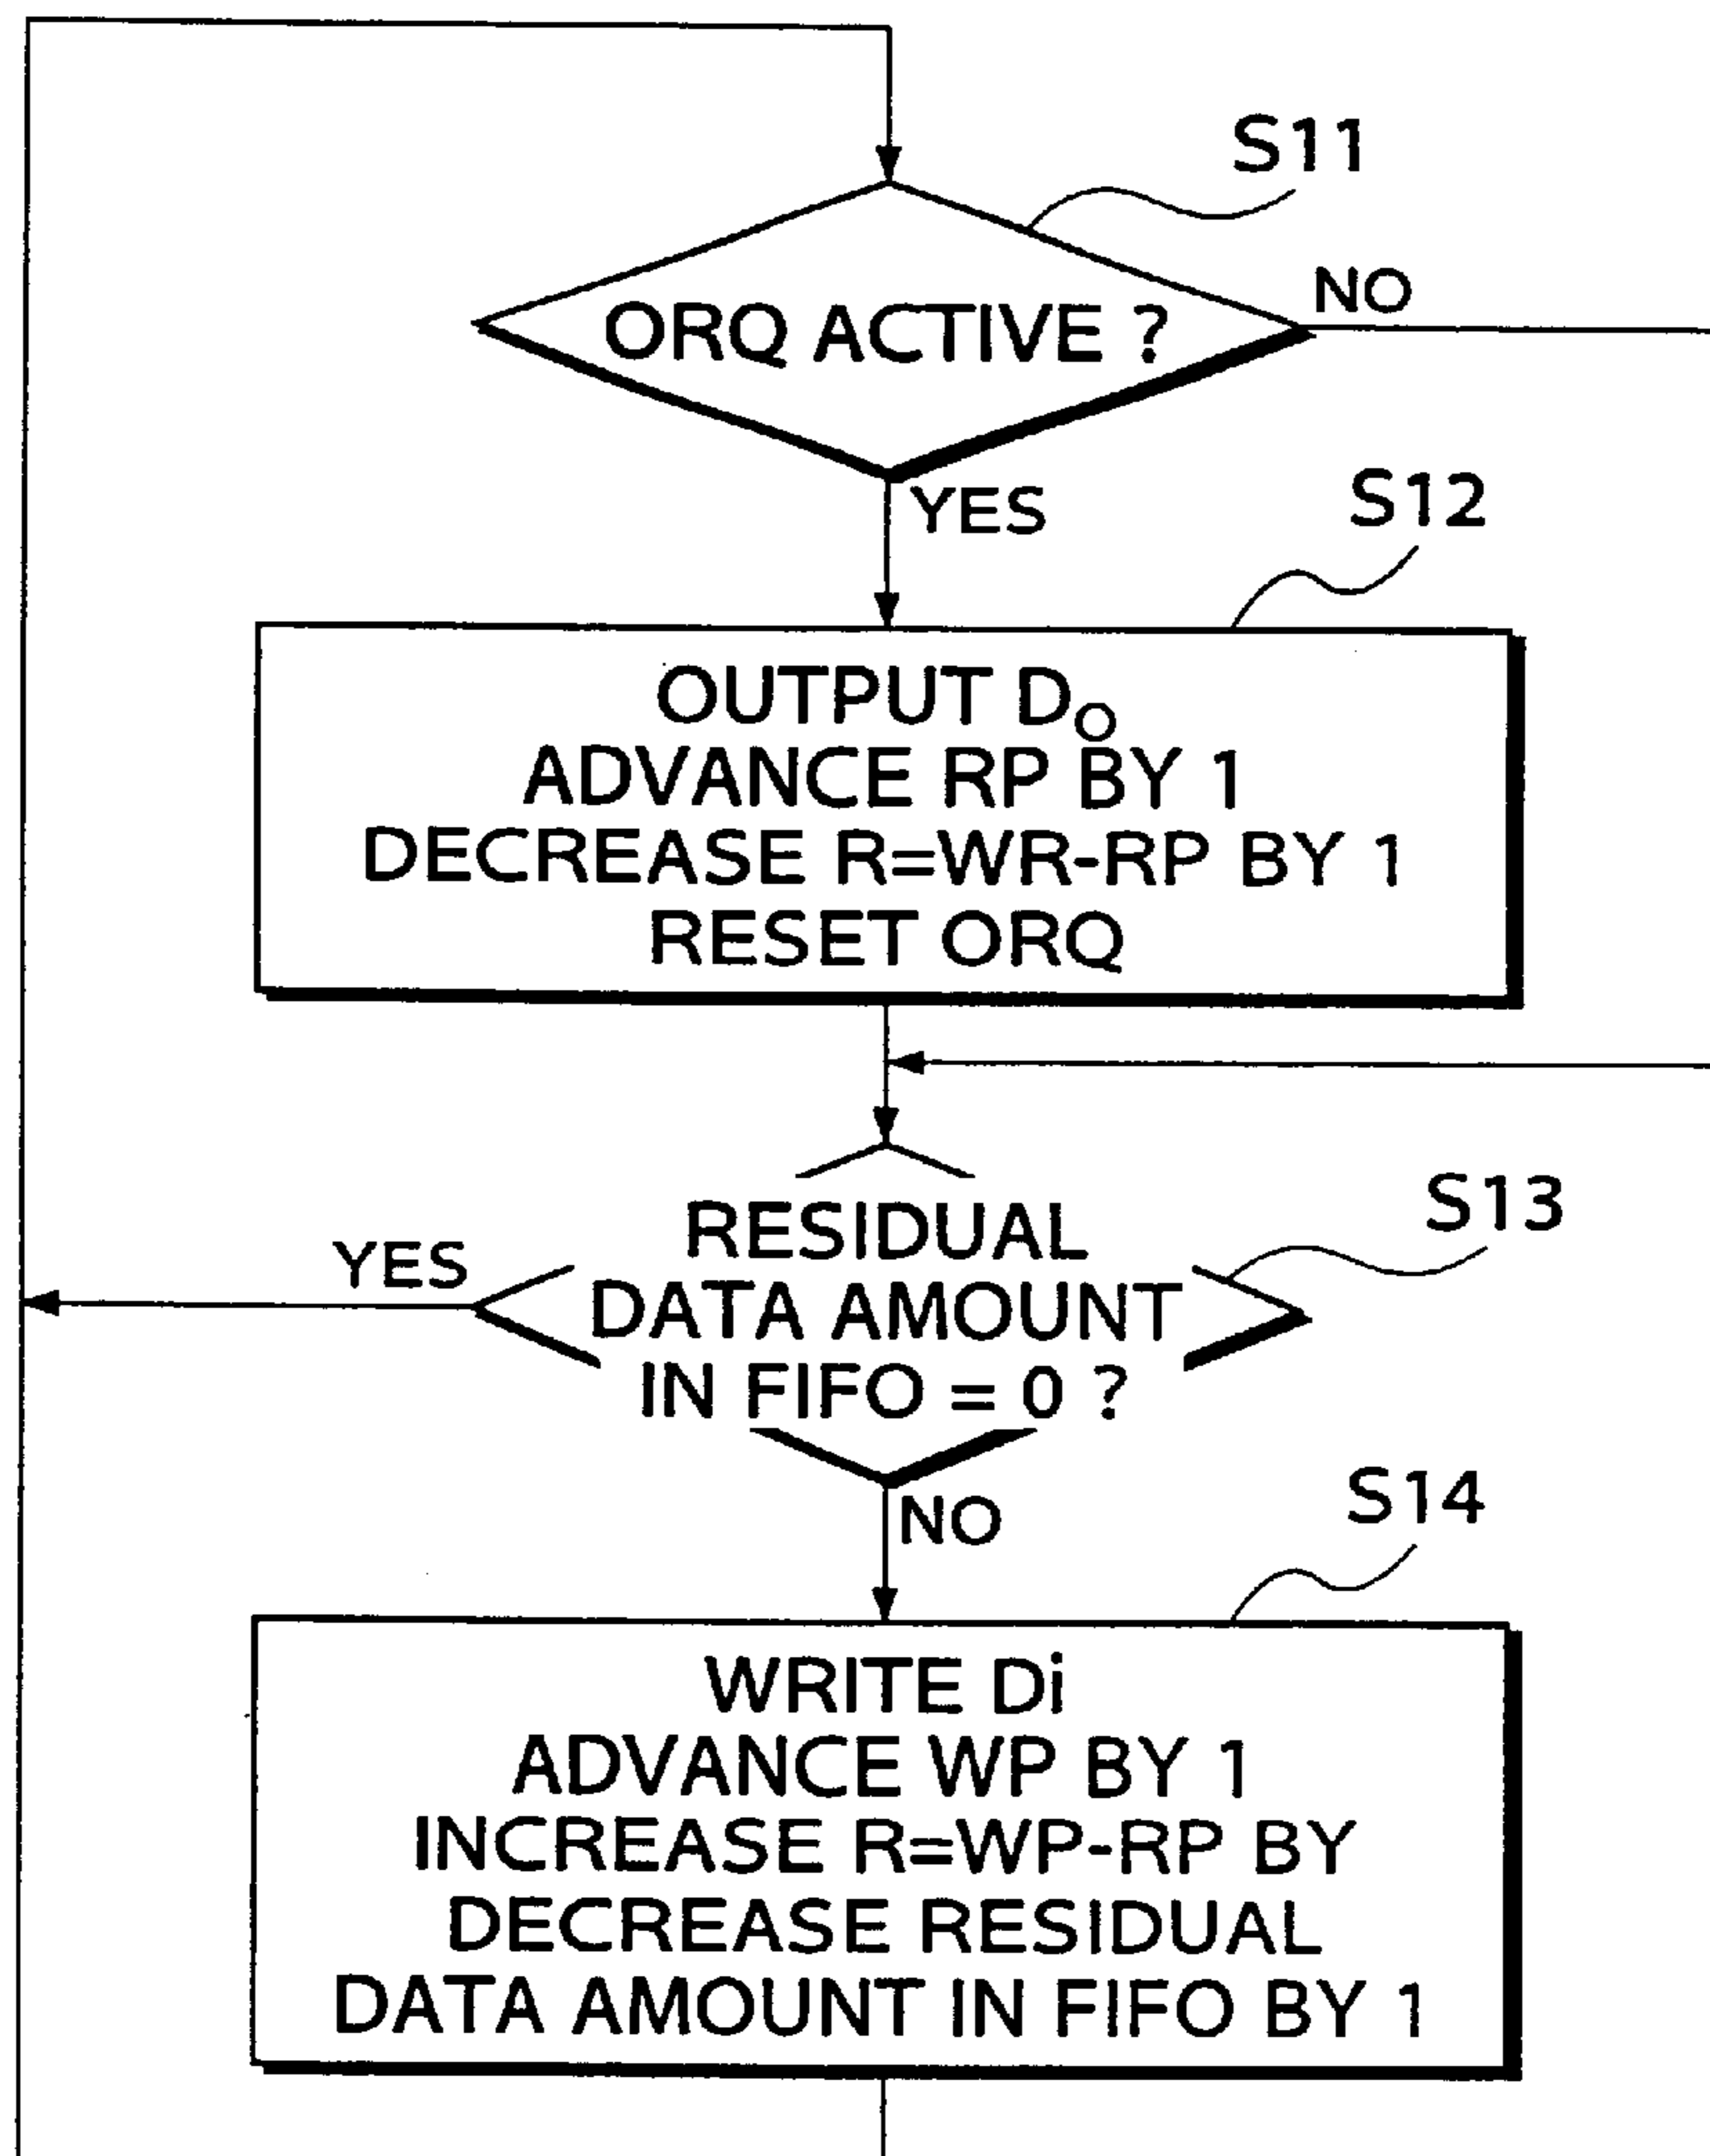 S11
ORQ ACTIVE ?
NO
YES
S12
OUTPUT DO
ADVANCE RP BY 1
DECREASE R=WR-RP BY 1
RESET ORQ
S13
YES
RESIDUAL
DATA AMOUNT
IN FIFO = 0 ?
NO
S14
WRITE Di
ADVANCE WP BY 1
INCREASE R=WP-RP BY
DECREASE RESIDUAL
DATA AMOUNT IN FIFO BY 1